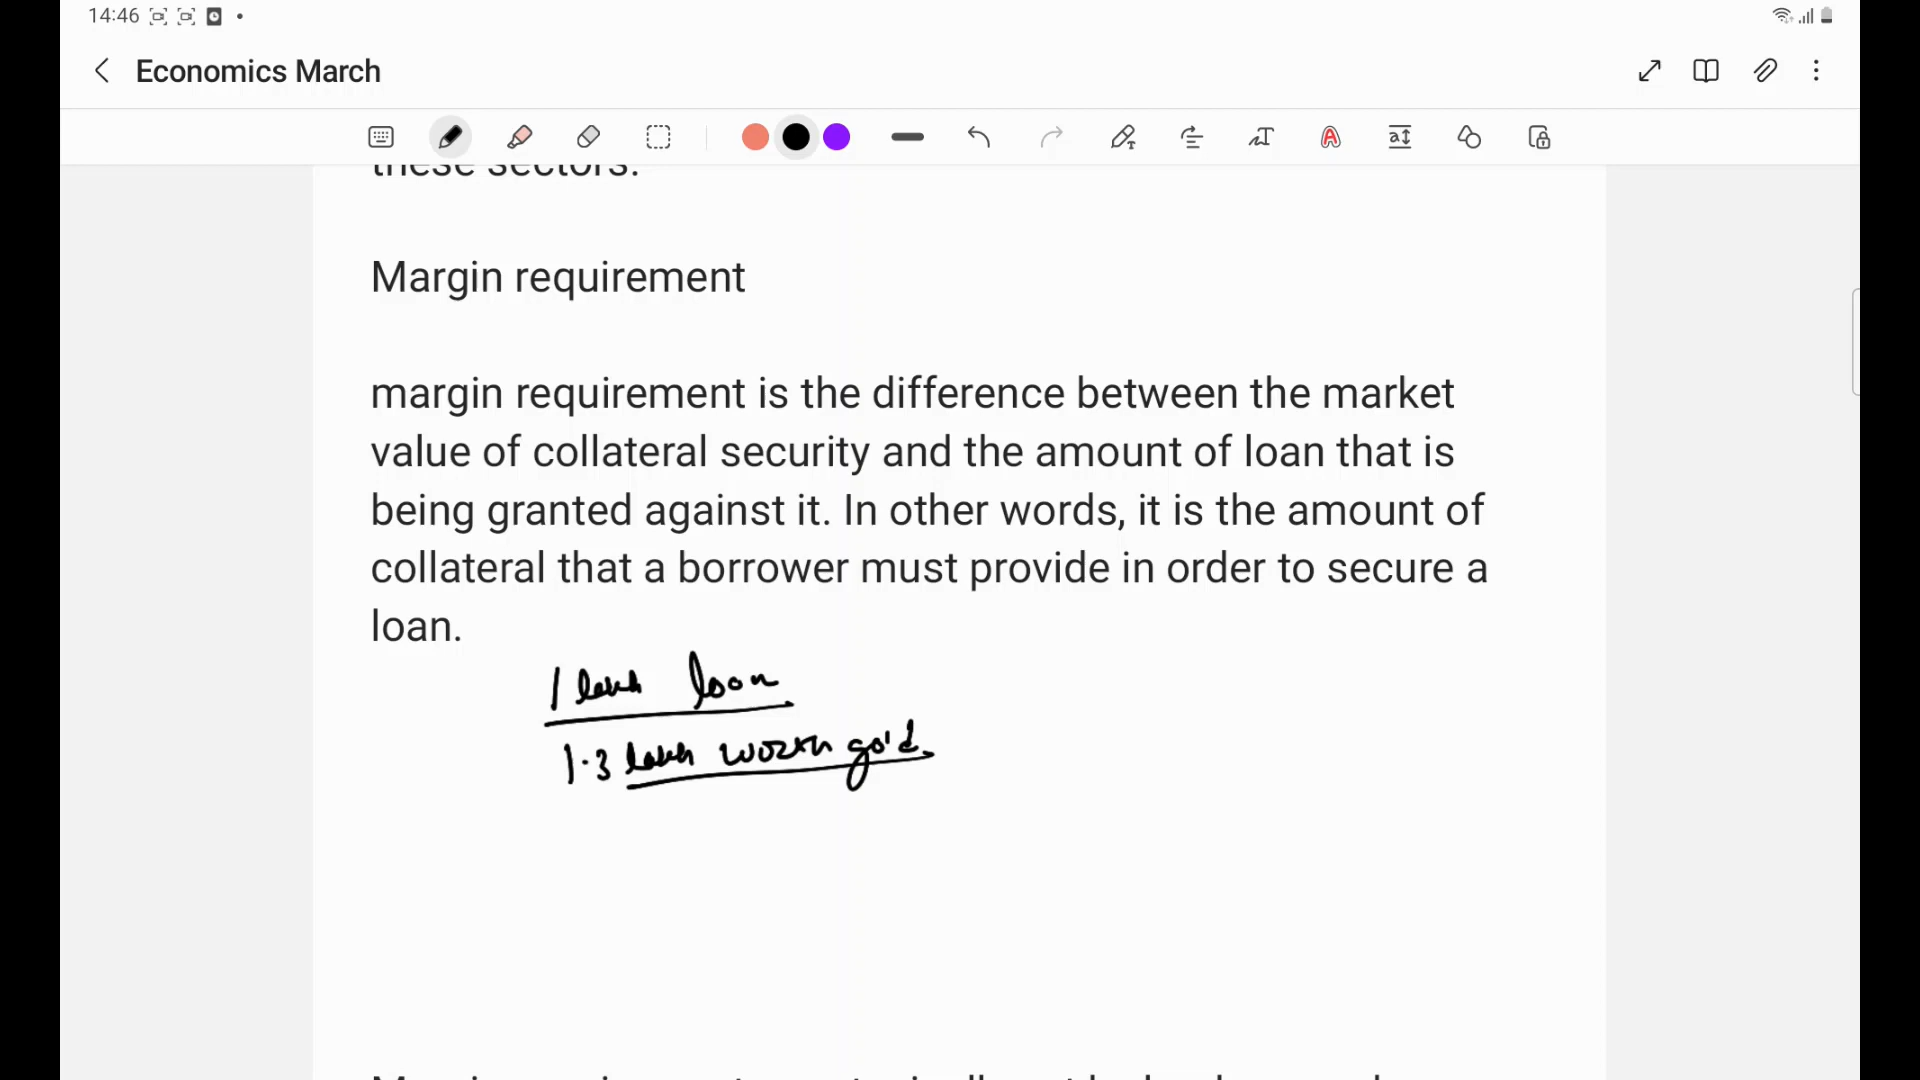 14:46
Economics March
these sectors.
Margin requirement
margin requirement is the difference between the market
value of collateral security and the amount of loan that is
being granted against it. In other words, it is the amount of
collateral that a borrower must provide in order to secure a
loan.
1 lakh loan
1.3 lakh worth gold.